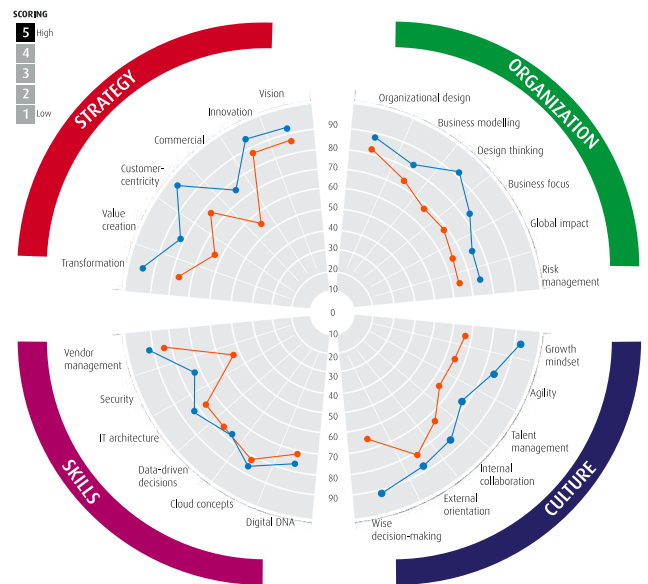 SCORING
5 High
4
3
2
1 Low
STRATEGY
Vision
Innovation
Commercial
Customer-
centricity
Value
creation
Transformation
ORGANIZATION
Organizational design
Business modelling
Design thinking
Business focus
Global impact
Risk
management
90
80
70
60
50
40
30
20
10
0
10
20
30
40
50
60
70
80
90
SKILLS
Vendor
management
Security
IT architecture
Data-driven
decisions
Cloud concepts
Digital DNA
CULTURE
Growth
mindset
Agility
Talent
management
Internal
collaboration
External
orientation
Wise
decision-making